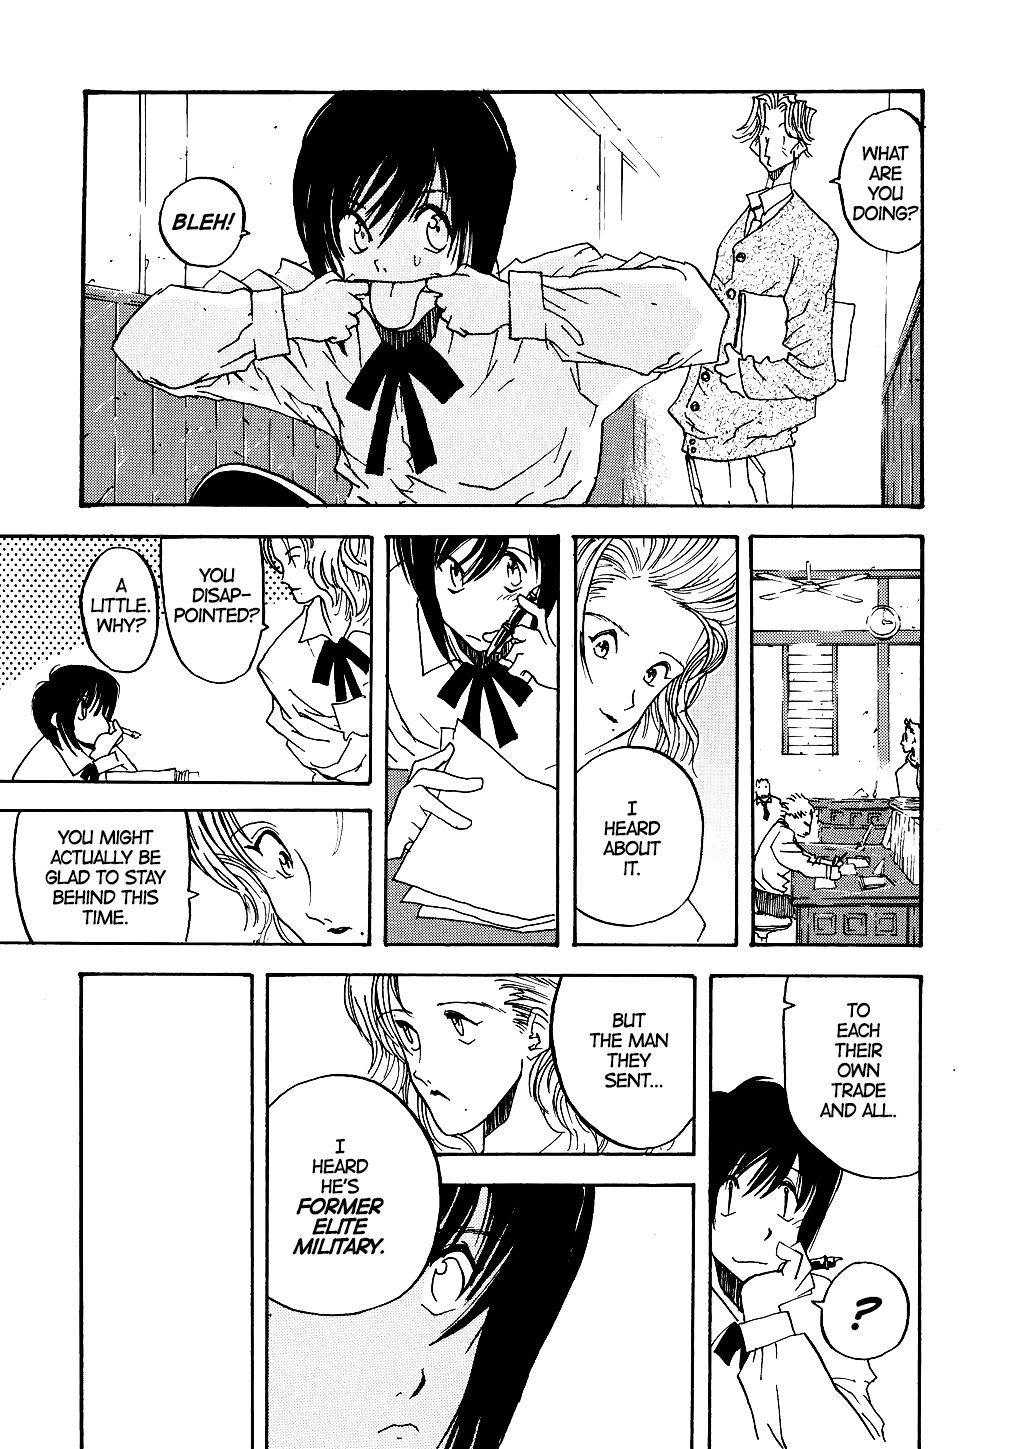 WHAT
ARE
YOU
DOING?
BLEH!
I
HEARD
ABOUT
IT.
YOU
DISAP-
POINTED?
A
LITTLE.
WHY?
YOU MIGHT
ACTUALLY BE
GLAD TO STAY
BEHIND THIS
TIME.
TO
EACH
THEIR
OWN
TRADE
AND ALL.
?
BUT
THE MAN
THEY
SENT...
I
HEARD
HE'S
FORMER
ELITE
MILITARY.